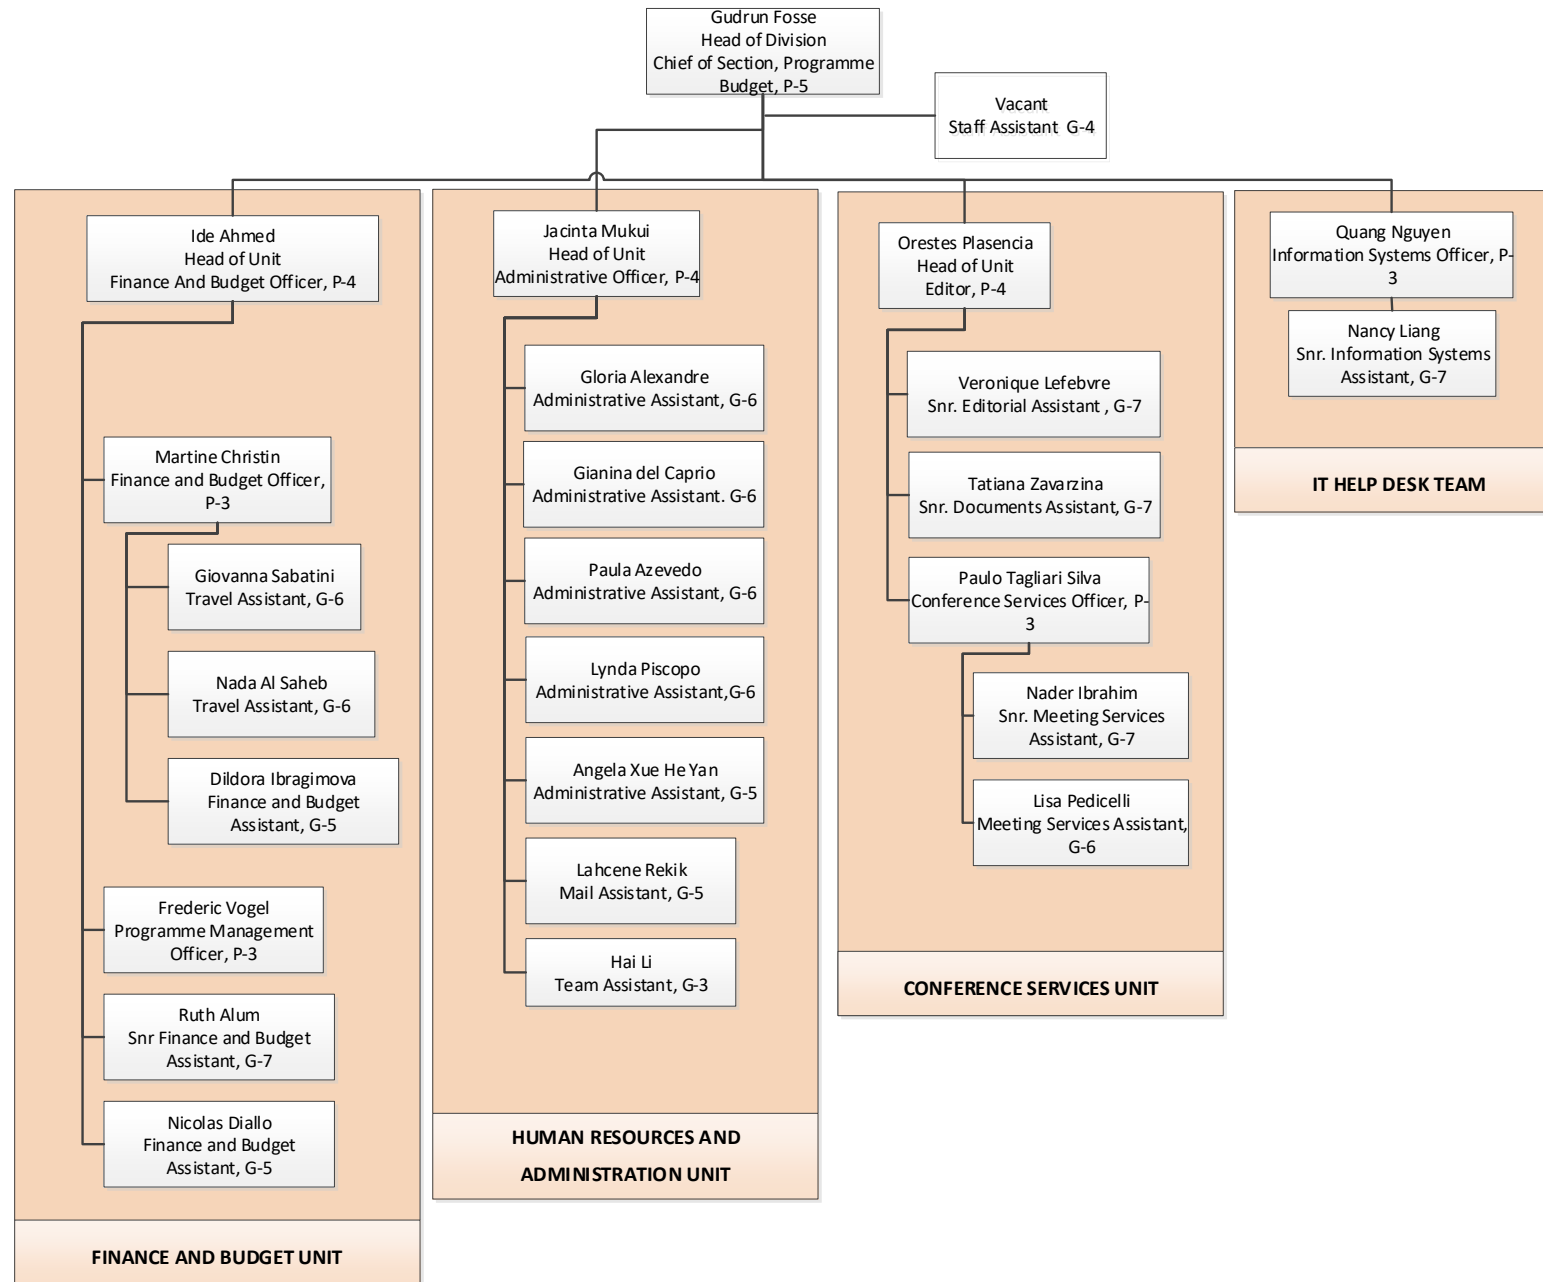 Gudrun Fosse
Head of Division
Chief of Section, Programme
Budget, P-5
Vacant
Staff Assistant G-4
Ide Ahmed
Head of Unit
Finance And Budget Officer, P-4
Martine Christin
Finance and Budget Officer,
P-3
Giovanna Sabatini
Travel Assistant, G-6
Nada Al Saheb
Travel Assistant, G-6
Dildora Ibragimova
Finance and Budget
Assistant, G-5
Frederic Vogel
Programme Management
Officer, P-3
Ruth Alum
Snr Finance and Budget
Assistant, G-7
Nicolas Diallo
Finance and Budget
Assistant, G-5
FINANCE AND BUDGET UNIT
Jacinta Mukui
Head of Unit
Administrative Officer, P-4
Gloria Alexandre
Administrative Assistant, G-6
Gianina del Caprio
Administrative Assistant. G-6
Paula Azevedo
Administrative Assistant, G-6
Lynda Piscopo
Administrative Assistant,G-6
Angela Xue He Yan
Administrative Assistant, G-5
Lahcene Rekik
Mail Assistant, G-5
Hai Li
Team Assistant, G-3
HUMAN RESOURCES AND
ADMINISTRATION UNIT
Orestes Plasencia
Head of Unit
Editor, P-4
Veronique Lefebvre
Snr. Editorial Assistant , G-7
Tatiana Zavarzina
Snr. Documents Assistant, G-7
Paulo Tagliari Silva
Conference Services Officer, P-
3
Nader Ibrahim
Snr. Meeting Services
Assistant, G-7
Lisa Pedicelli
Meeting Services Assistant,
G-6
CONFERENCE SERVICES UNIT
Quang Nguyen
Information Systems Officer, P-
3
Nancy Liang
Snr. Information Systems
Assistant, G-7
IT HELP DESK TEAM